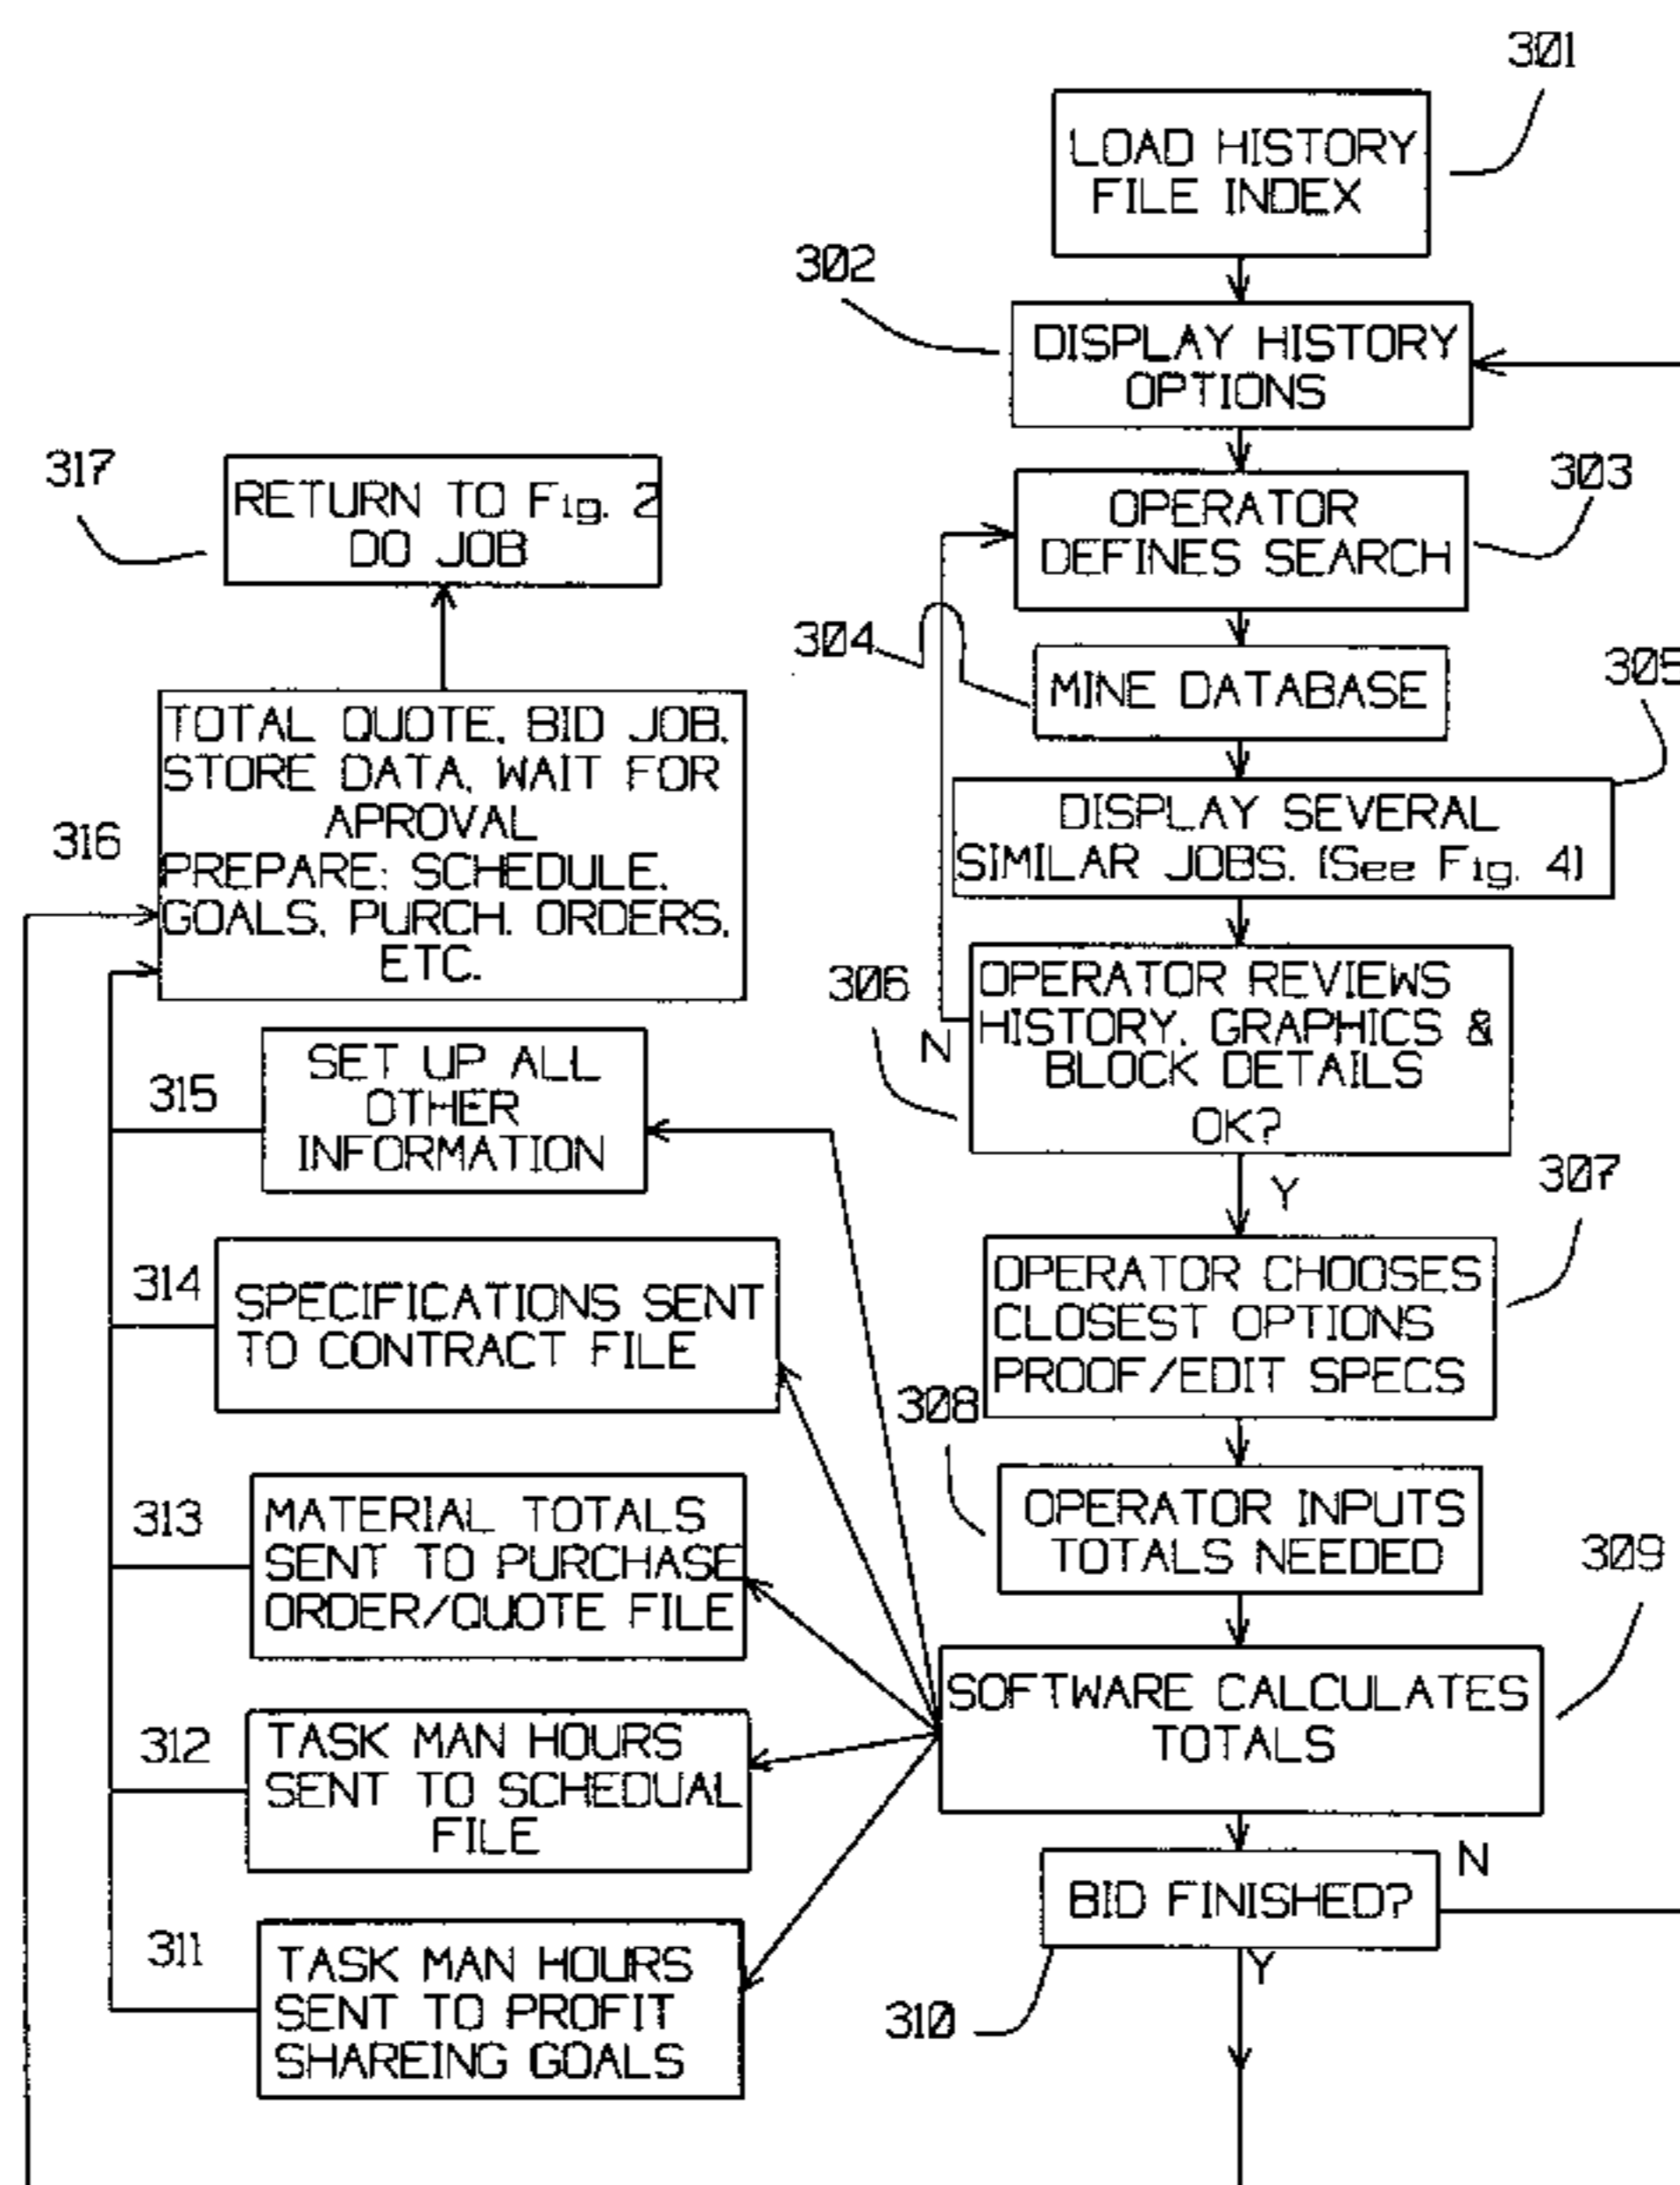 301
LOAD HISTORY
FILE INDEX
302
DISPLAY HISTORY
OPTIONS
317
RETURN TO Fig. 2
DO JOB
OPERATOR
DEFINES SEARCH
303
304
MINE DATABASE
305
TOTAL QUOTE, BID JOB,
STORE DATA, WAIT FOR
APROVAL
PREPARE: SCHEDULE,
GOALS, PURCH. ORDERS,
ETC.
316
DISPLAY SEVERAL
SIMILAR JOBS. (See Fig. 4)
306
N
OPERATOR REVIEWS
HISTORY, GRAPHICS &
BLOCK DETAILS
OK?
Y
315
SET UP ALL
OTHER
INFORMATION
307
OPERATOR CHOOSES
CLOSEST OPTIONS
PROOF/EDIT SPECS
314
SPECIFICATIONS SENT
TO CONTRACT FILE
308
OPERATOR INPUTS
TOTALS NEEDED
313
MATERIAL TOTALS
SENT TO PURCHASE
ORDER/QUOTE FILE
309
SOFTWARE CALCULATES
TOTALS
312
TASK MAN HOURS
SENT TO SCHEDUAL
FILE
BID FINISHED?
N
Y
310
311
TASK MAN HOURS
SENT TO PROFIT
SHAREING GOALS